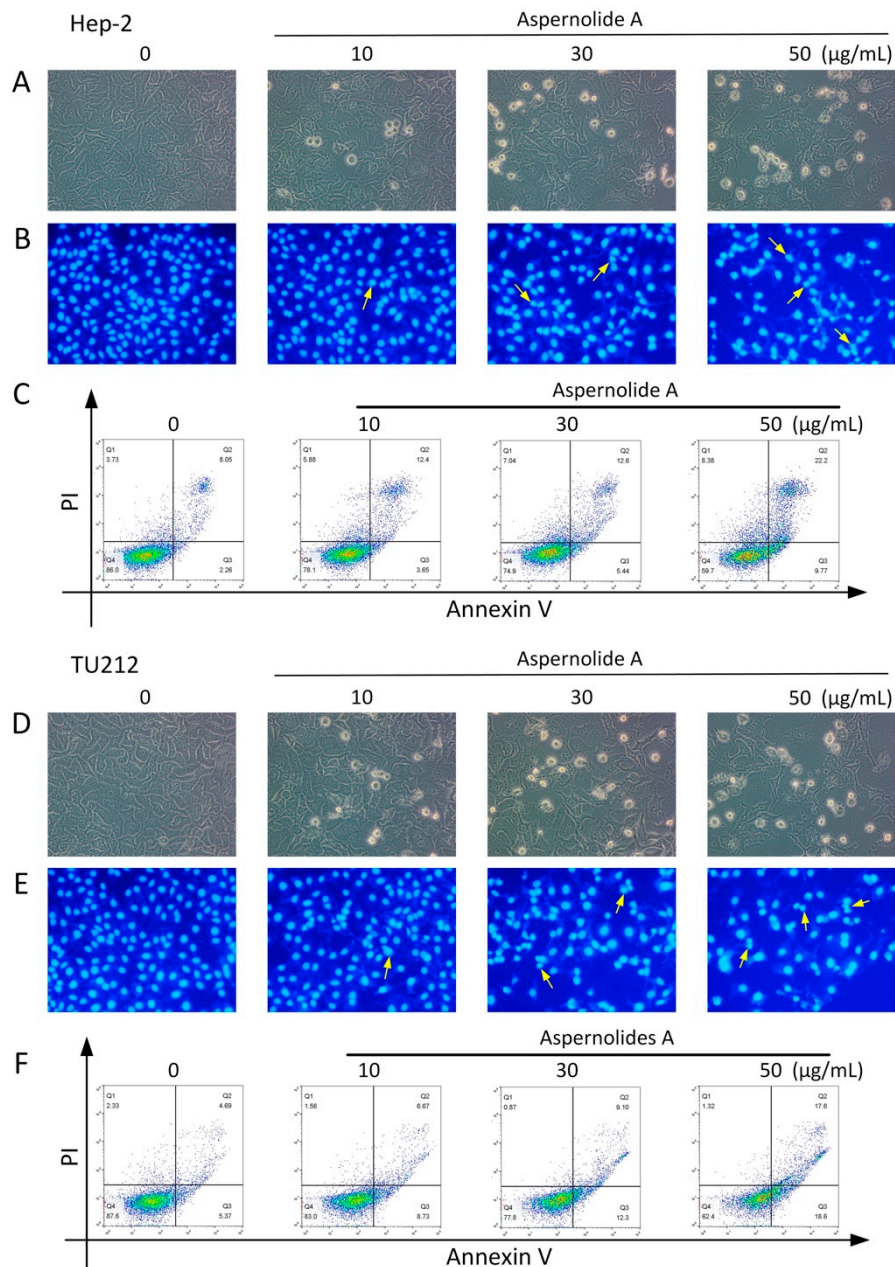 Hep-2
Aspernolide A
0 10 30 50 (μg/mL)
A
B
C
Aspernolide A
0 10 30 50 (μg/mL)
Q1 3.73 Q2 8.05 Q1 5.88 Q2 12.4 Q1 7.04 Q2 12.6 Q1 8.38 Q2 22.2
PI
Q4 86.0 Q3 2.26 Q4 78.1 Q3 3.65 Q4 74.9 Q3 5.44 Q4 59.7 Q3 9.77
Annexin V
TU212
Aspernolide A
0 10 30 50 (μg/mL)
D
E
F
Aspernolides A
0 10 30 50 (μg/mL)
Q1 2.33 Q2 4.69 Q1 1.56 Q2 6.67 Q1 0.87 Q2 9.10 Q1 1.32 Q2 17.6
PI
Q4 87.6 Q3 5.37 Q4 83.0 Q3 8.73 Q4 77.8 Q3 12.3 Q4 62.4 Q3 18.6
Annexin V